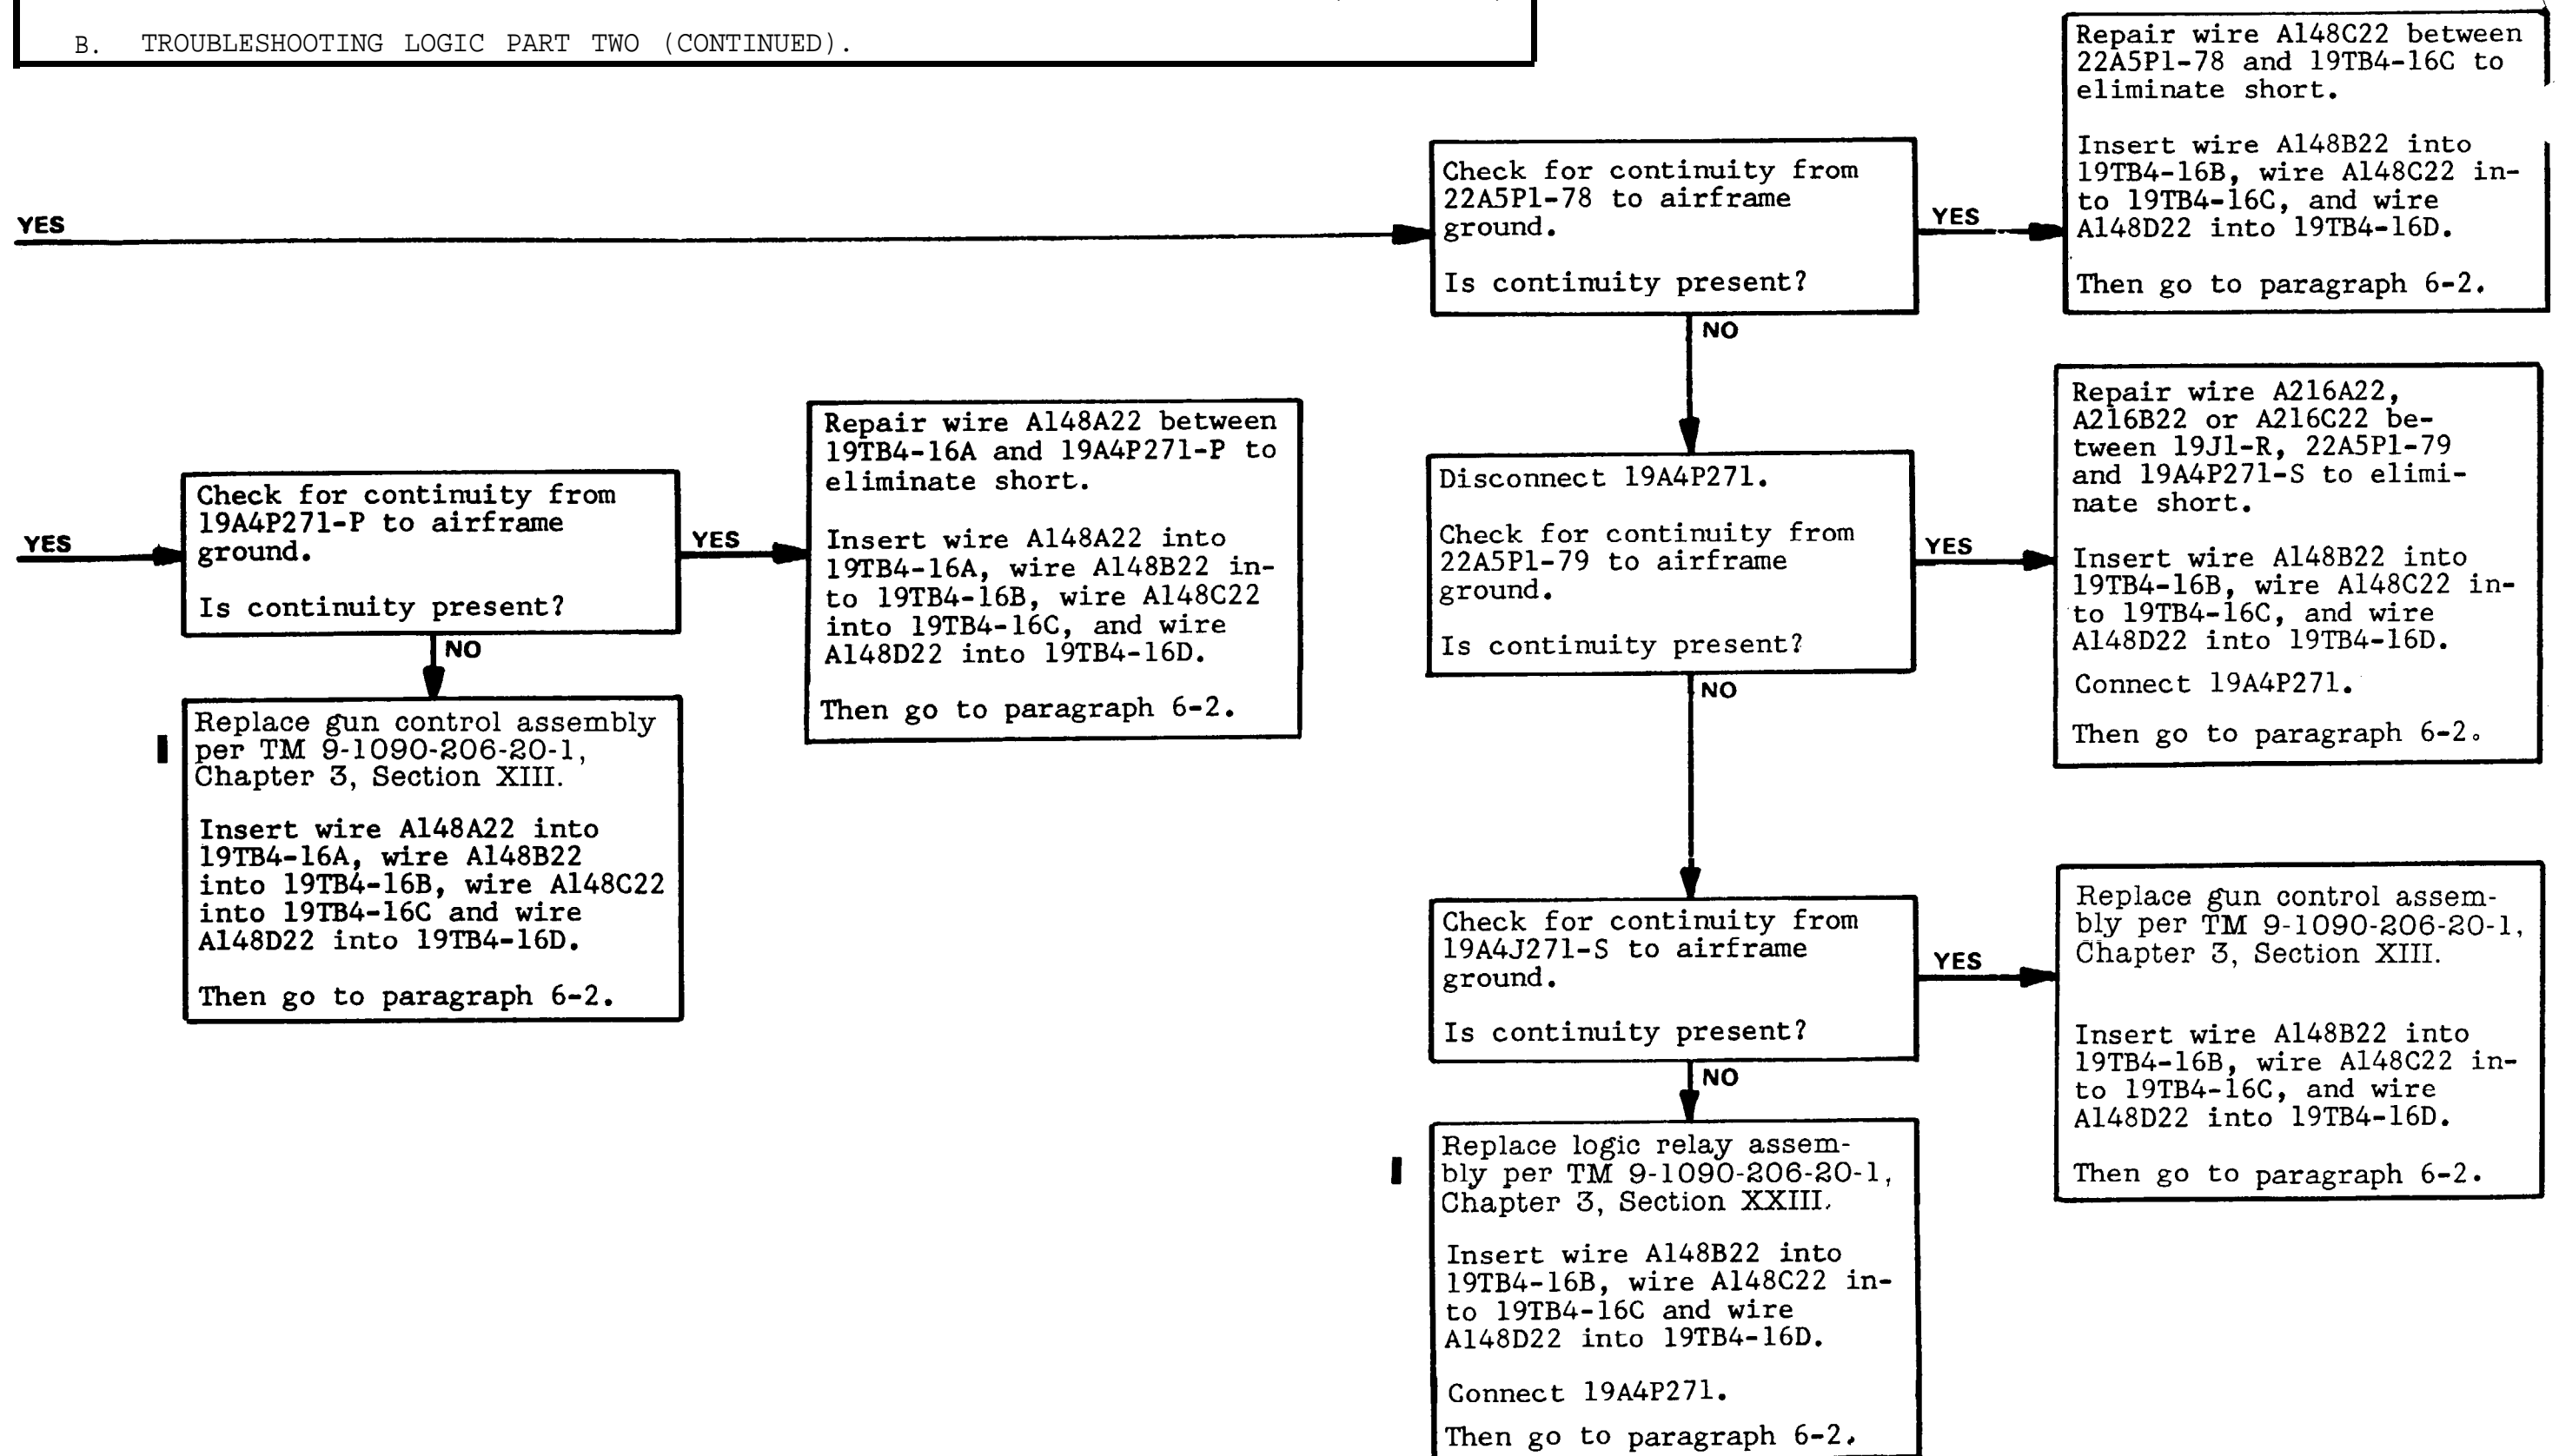 B. TROUBLESHOOTING LOGIC PART TWO (CONTINUED).
YES
Check for continuity from
22A5P1-78 to airframe
ground.
Is continuity present?
YES
Repair wire A148C22 between
22A5P1-78 and 19TB4-16C to
eliminate short.
Insert wire A148B22 into
19TB4-16B, wire A148C22 in-
to 19TB4-16C, and wire
A148D22 into 19TB4-16D.
Then go to paragraph 6-2.
NO
YES
Check for continuity from
19A4P271-P to airframe
ground.
Is continuity present?
YES
Repair wire A148A22 between
19TB4-16A and 19A4P271-P to
eliminate short.
Insert wire A148A22 into
19TB4-16A, wire A148B22 in-
to 19TB4-16B, wire A148C22
into 19TB4-16C, and wire
A148D22 into 19TB4-16D.
Then go to paragraph 6-2.
NO
Replace gun control assembly
per TM 9-1090-206-20-1,
Chapter 3, Section XIII.
Insert wire A148A22 into
19TB4-16A, wire A148B22
into 19TB4-16B, wire A148C22
into 19TB4-16C and wire
A148D22 into 19TB4-16D.
Then go to paragraph 6-2.
Disconnect 19A4P271.
Check for continuity from
22A5P1-79 to airframe
ground.
Is continuity present?
YES
Repair wire A216A22,
A216B22 or A216C22 be-
tween 19J1-R, 22A5P1-79
and 19A4P271-S to elimi-
nate short.
Insert wire A148B22 into
19TB4-16B, wire A148C22 in-
to 19TB4-16C, and wire
A148D22 into 19TB4-16D.
Connect 19A4P271.
Then go to paragraph 6-2.
NO
Check for continuity from
19A4J271-S to airframe
ground.
Is continuity present?
YES
Replace gun control assem-
bly per TM 9-1090-206-20-1,
Chapter 3, Section XIII.
Insert wire A148B22 into
19TB4-16B, wire A148C22 in-
to 19TB4-16C, and wire
A148D22 into 19TB4-16D.
Then go to paragraph 6-2.
NO
Replace logic relay assem-
bly per TM 9-1090-206-20-1,
Chapter 3, Section XXIII.
Insert wire A148B22 into
19TB4-16B, wire A148C22 in-
to 19TB4-16C and wire
A148D22 into 19TB4-16D.
Connect 19A4P271.
Then go to paragraph 6-2.